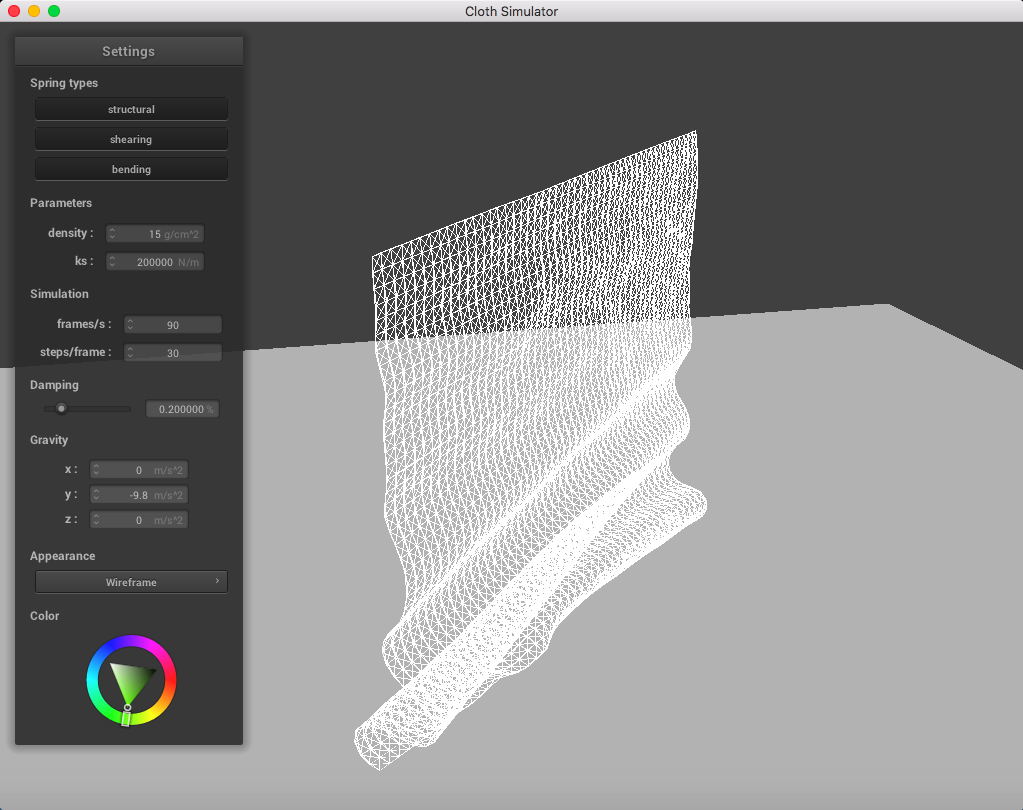 Cloth Simulator
Settings
Spring types
structural
shearing
bending
Parameters
density : 15 g/cm^2
ks : 200000 N/m
Simulation
frames/s : 90
steps/frame : 30
Damping
0.200000 %
Gravity
x : 0 m/s^2
y : -9.8 m/s^2
z : 0 m/s^2
Appearance
Wireframe ›
Color